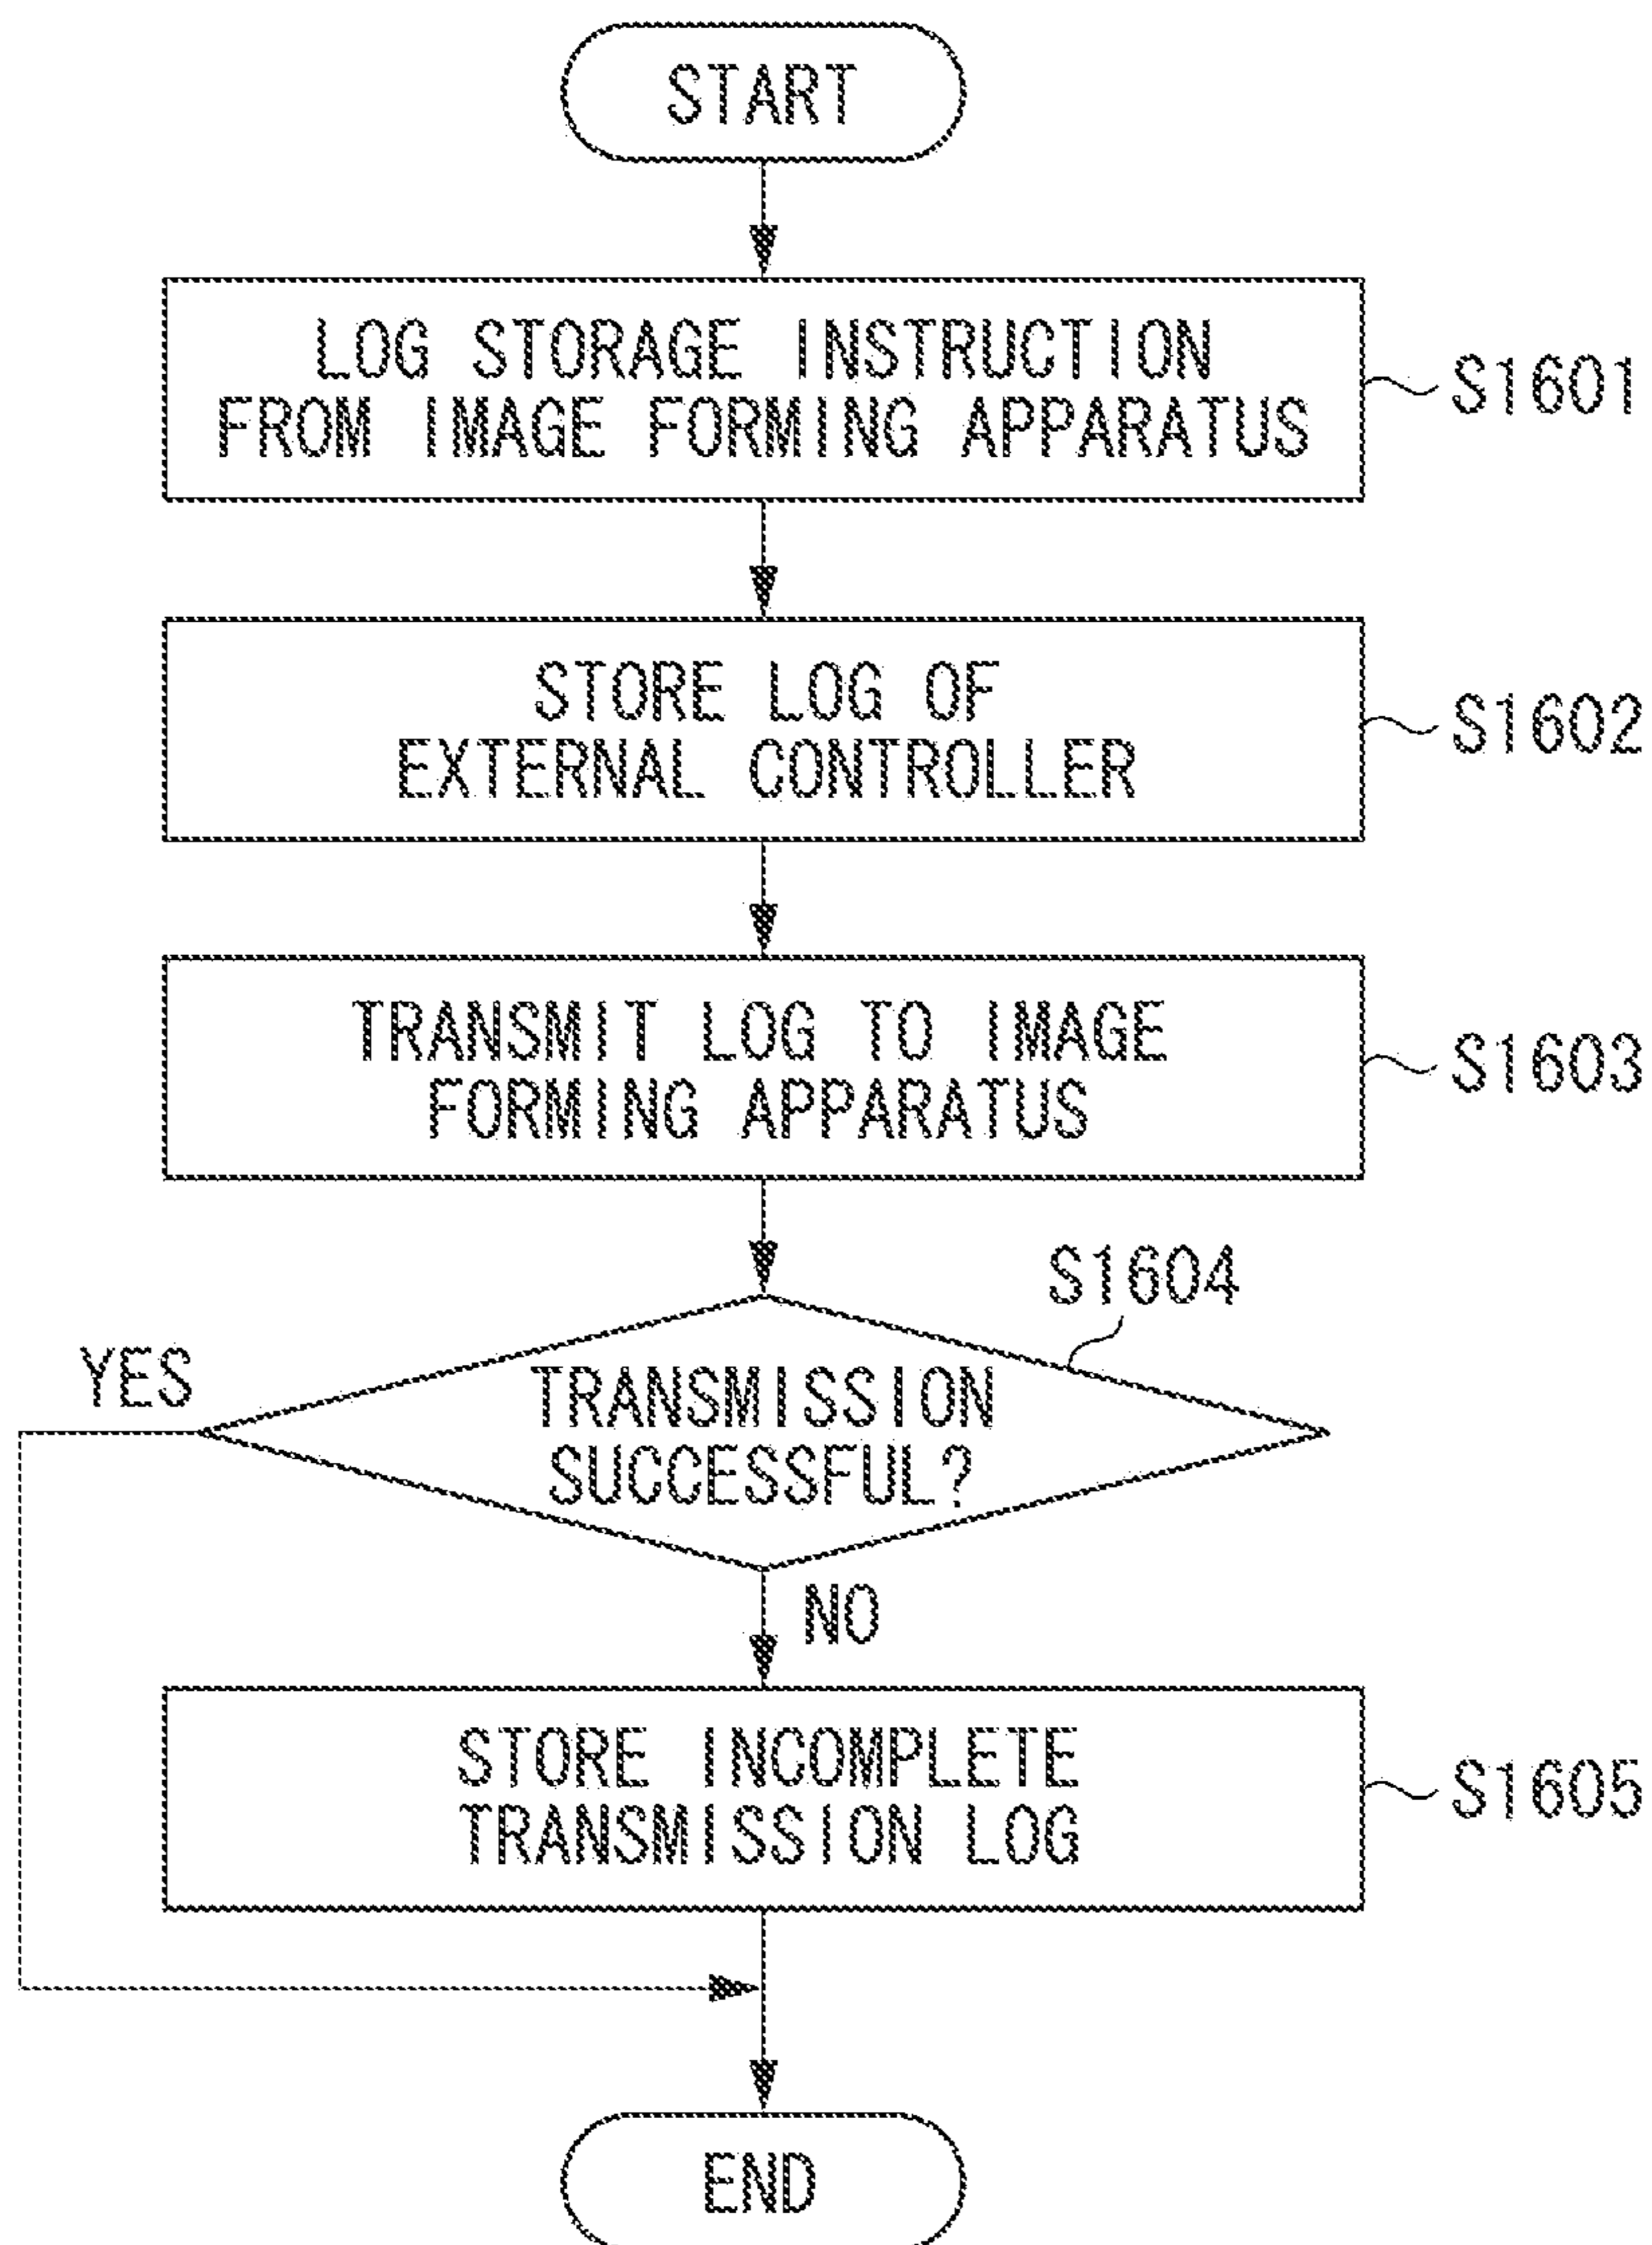 START
LOG STORAGE INSTRUCTION
FROM IMAGE FORMING APPARATUS
S1601
STORE LOG OF
EXTERNAL CONTROLLER
S1602
TRANSMIT LOG TO IMAGE
FORMING APPARATUS
S1603
S1604
YES
TRANSMISSION
SUCCESSFUL?
NO
STORE INCOMPLETE
TRANSMISSION LOG
S1605
END